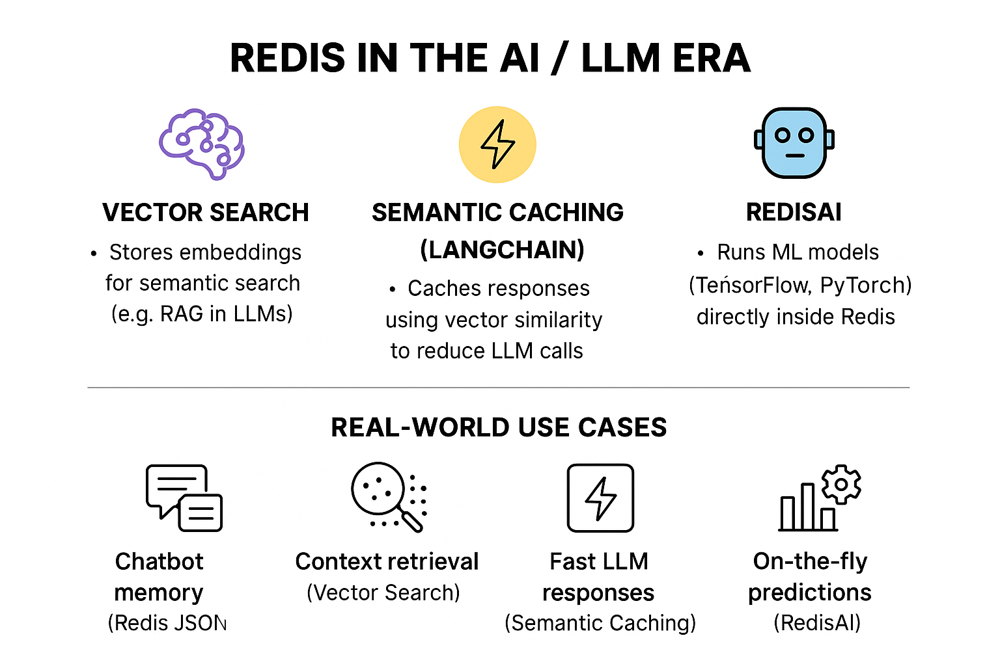 REDIS IN THE AI / LLM ERA
VECTOR SEARCH
• Stores embeddings
for semantic search
(e.g. RAG in LLMs)
SEMANTIC CACHING
(LANGCHAIN)
• Caches responses
using vector similarity
to reduce LLM calls
REDISAI
• Runs ML models
(TeńsorFlow, PyTorch)
directly inside Redis
REAL-WORLD USE CASES
Chatbot
memory
(Redis JSON
Context retrieval
(Vector Search)
Fast LLM
responses
(Semantic Caching)
On-the-fly
predictions
(RedisAI)